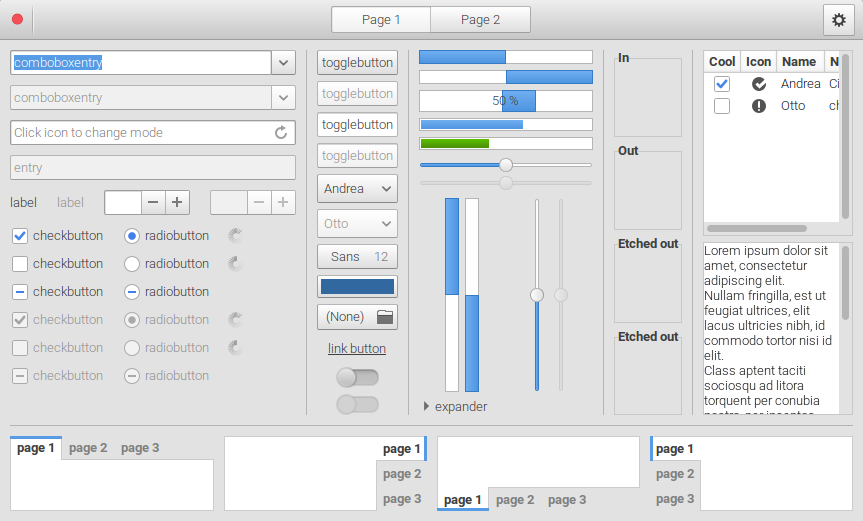 Page 1
Page 2
comboboxentry
comboboxentry
Click icon to change mode
entry
label
label
checkbutton
radiobutton
checkbutton
radiobutton
checkbutton
radiobutton
checkbutton
radiobutton
checkbutton
radiobutton
checkbutton
radiobutton
togglebutton
togglebutton
togglebutton
togglebutton
Andrea
Otto
Sans 12
(None)
link button
50 %
expander
In
Out
Etched out
Etched out
Cool Icon Name N
Andrea Ci
Otto ch
Lorem ipsum dolor sit
amet, consectetur
adipiscing elit.
Nullam fringilla, est ut
feugiat ultrices, elit
lacus ultricies nibh, id
commodo tortor nisi id
elit.
Class aptent taciti
sociosqu ad litora
torquent per conubia
page 1 page 2 page 3
page 1
page 2
page 3
page 1 page 2 page 3
page 1
page 2
page 3